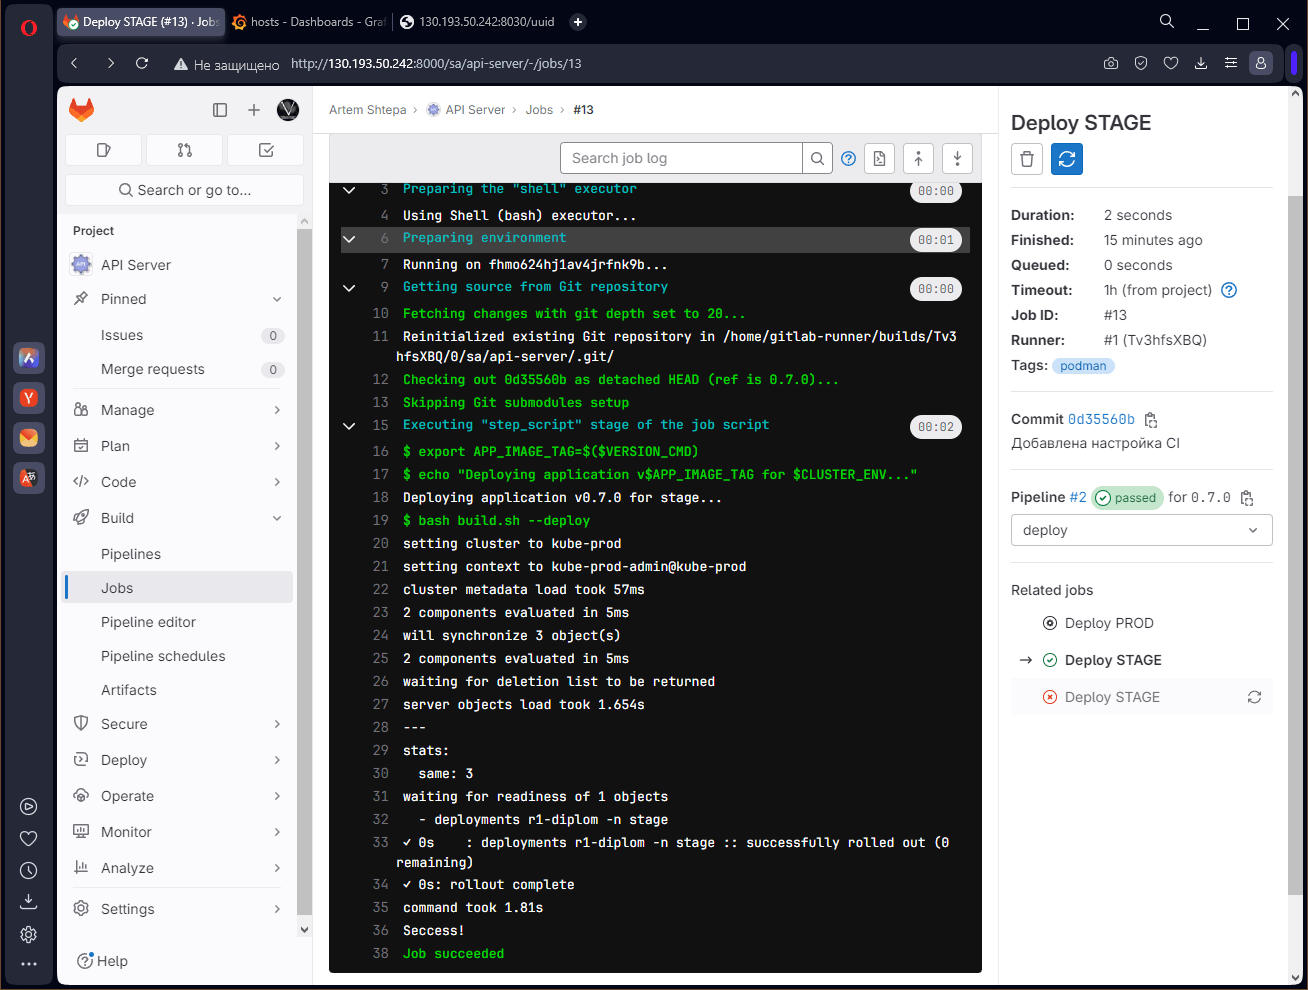 Deploy STAGE (#13) · Jobs
hosts - Dashboards - Graf
130.193.50.242:8030/uuid
Не защищено
http://130.193.50.242:8000/sa/api-server/-/jobs/13
Artem Shtepa
API Server
Jobs
#13
Search or go to...
Project
API Server
Pinned
Issues
0
Merge requests
0
Manage
Plan
Code
Build
Pipelines
Jobs
Pipeline editor
Pipeline schedules
Artifacts
Secure
Deploy
Operate
Monitor
Analyze
Settings
Help
Search job log
3 Preparing the "shell" executor 00:00
4 Using Shell (bash) executor...
6 Preparing environment 00:01
7 Running on fhmo624hj1av4jrfnk9b...
9 Getting source from Git repository 00:00
10 Fetching changes with git depth set to 20...
11 Reinitialized existing Git repository in /home/gitlab-runner/builds/Tv3
hfsXBQ/0/sa/api-server/.git/
12 Checking out 0d35560b as detached HEAD (ref is 0.7.0)...
13 Skipping Git submodules setup
15 Executing "step_script" stage of the job script 00:02
16 $ export APP_IMAGE_TAG=$($VERSION_CMD)
17 $ echo "Deploying application v$APP_IMAGE_TAG for $CLUSTER_ENV..."
18 Deploying application v0.7.0 for stage...
19 $ bash build.sh --deploy
20 setting cluster to kube-prod
21 setting context to kube-prod-admin@kube-prod
22 cluster metadata load took 57ms
23 2 components evaluated in 5ms
24 will synchronize 3 object(s)
25 2 components evaluated in 5ms
26 waiting for deletion list to be returned
27 server objects load took 1.654s
28 ---
29 stats:
30 same: 3
31 waiting for readiness of 1 objects
32 - deployments r1-diplom -n stage
33 ✓ 0s : deployments r1-diplom -n stage :: successfully rolled out (0
remaining)
34 ✓ 0s: rollout complete
35 command took 1.81s
36 Seccess!
38 Job succeeded
Deploy STAGE
Duration: 2 seconds
Finished: 15 minutes ago
Queued: 0 seconds
Timeout: 1h (from project)
Job ID: #13
Runner: #1 (Tv3hfsXBQ)
Tags: podman
Commit 0d35560b
Добавлена настройка CI
Pipeline #2 passed for 0.7.0
deploy
Related jobs
Deploy PROD
Deploy STAGE
Deploy STAGE